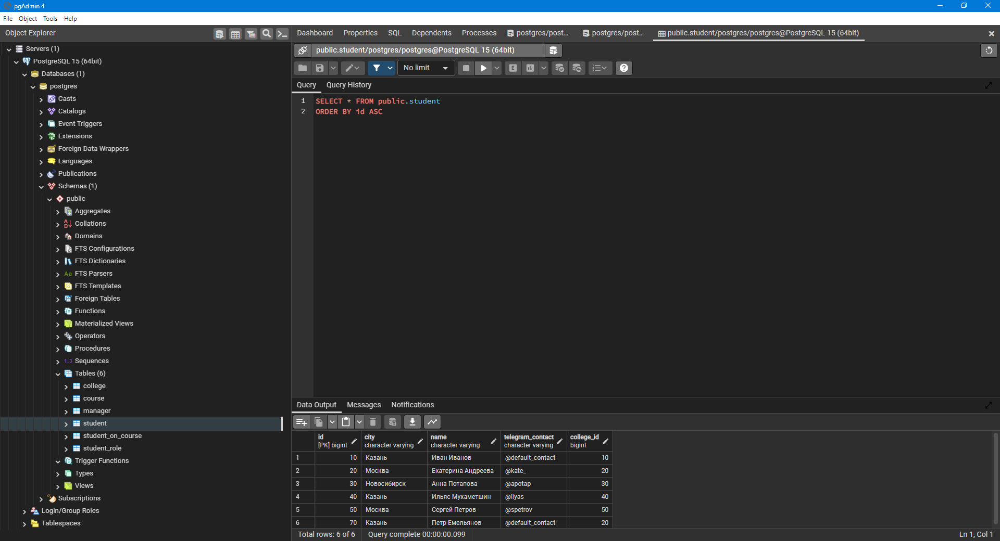 pgAdmin 4
File Object Tools Help
Object Explorer
Dashboard Properties SQL Dependents Processes postgres/post... postgres/post... public.student/postgres/postgres@PostgreSQL 15 (64bit)
Servers (1)
PostgreSQL 15 (64bit)
Databases (1)
postgres
Casts
Catalogs
Event Triggers
Extensions
Foreign Data Wrappers
Languages
Publications
Schemas (1)
public
Aggregates
Collations
Domains
FTS Configurations
FTS Dictionaries
Aa FTS Parsers
FTS Templates
Foreign Tables
Functions
Materialized Views
Operators
Procedures
1..3 Sequences
Tables (6)
college
course
manager
student
student_on_course
student_role
Trigger Functions
Types
Views
Subscriptions
Login/Group Roles
Tablespaces
public.student/postgres/postgres@PostgreSQL 15 (64bit)
No limit E
Query Query History
1 SELECT * FROM public.student
2 ORDER BY id ASC
Data Output Messages Notifications
id city name telegram_contact college_id
[PK] bigint character varying character varying character varying bigint
1 10 Казань Иван Иванов @default_contact 10
2 20 Москва Екатерина Андреева @kate_ 20
3 30 Новосибирск Анна Потапова @apotap 30
4 40 Казань Ильяс Мухаметшин @ilyas 40
5 50 Москва Сергей Петров @spetrov 50
6 70 Казань Петр Емельянов @default_contact 20
Total rows: 6 of 6 Query complete 00:00:00.099 Ln 1, Col 1